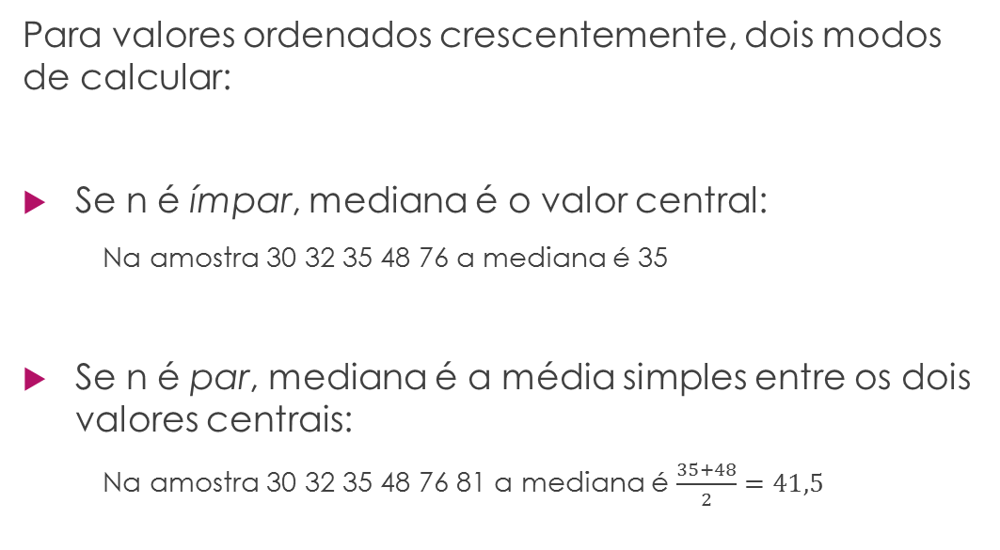 Para valores ordenados crescentemente, dois modos
de calcular:
Se n é ímpar, mediana é o valor central:
Na amostra 30 32 35 48 76 a mediana é 35
Se n é par, mediana é a média simples entre os dois
valores centrais:
Na amostra 30 32 35 48 76 81 a mediana é (35+48)/2 = 41,5